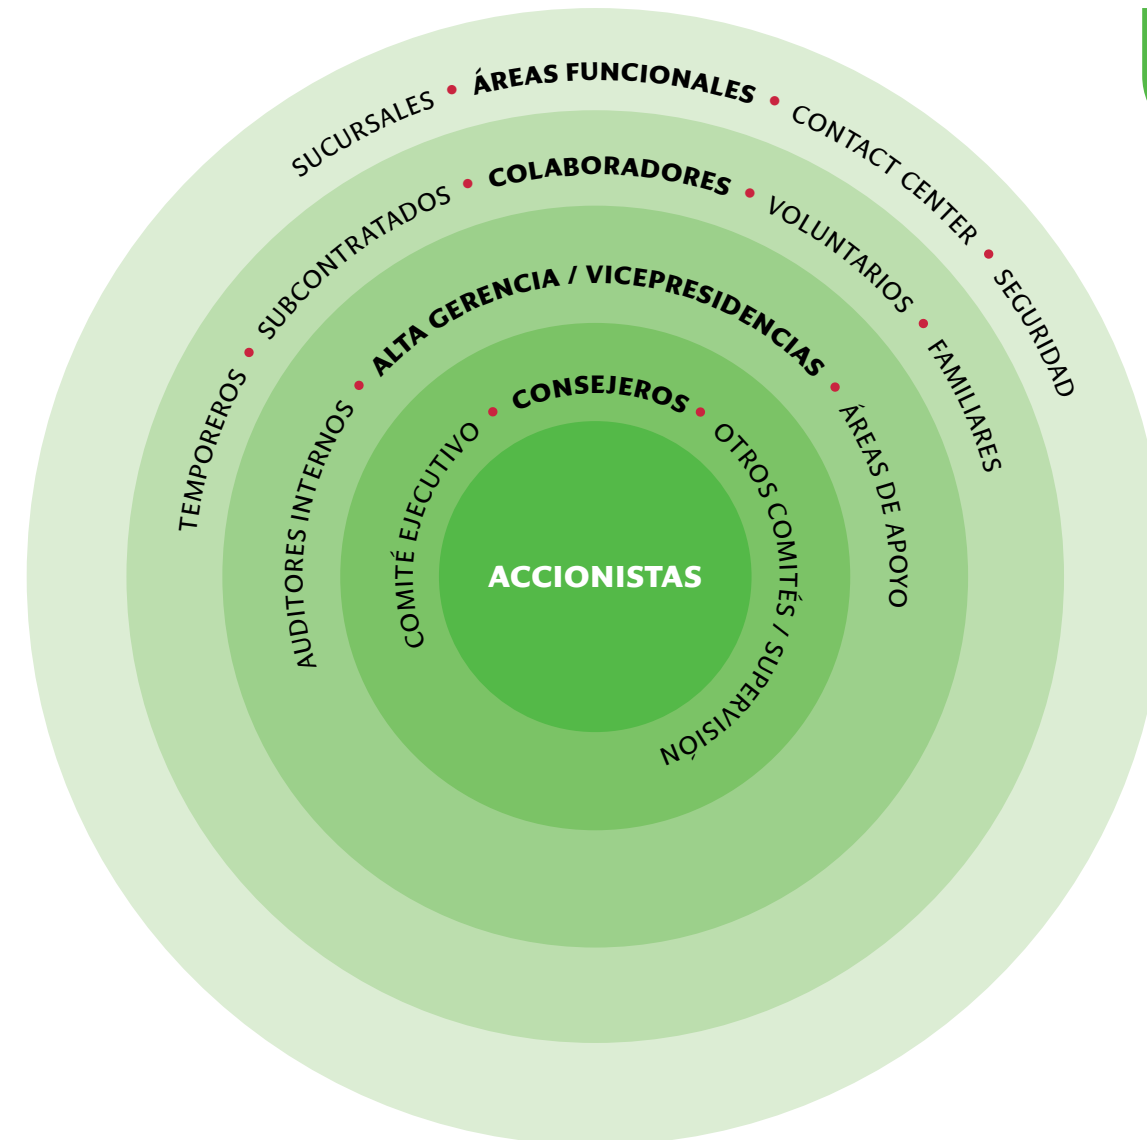 SUCURSALES • ÁREAS FUNCIONALES • CONTACT CENTER • SEGURIDAD
TEMPOREROS • SUBCONTRATADOS • COLABORADORES • VOLUNTARIOS • FAMILIARES
AUDITORES INTERNOS • ALTA GERENCIA / VICEPRESIDENCIAS • ÁREAS DE APOYO
COMITÉ EJECUTIVO • CONSEJEROS • OTROS COMITÉS / SUPERVISIÓN
ACCIONISTAS